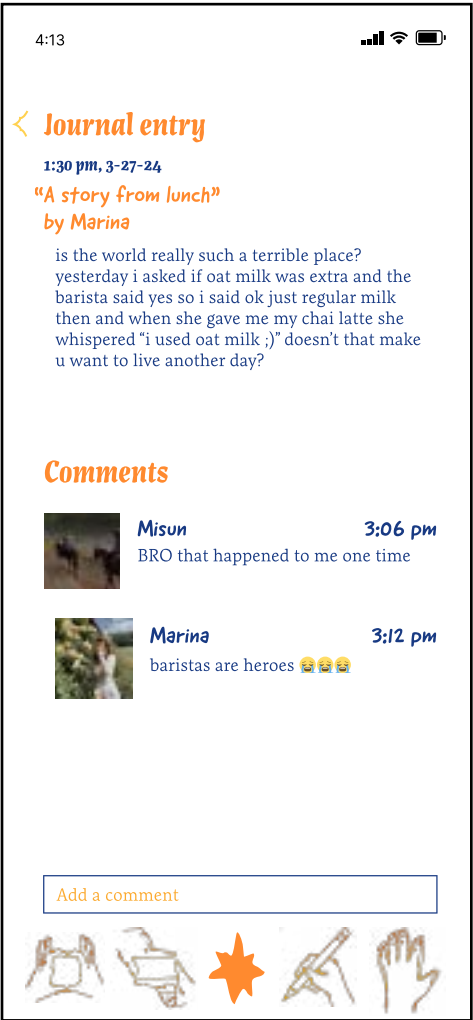 4:13
Journal entry
1:30 pm, 3-27-24
“A story from lunch”
by Marina
is the world really such a terrible place?
yesterday i asked if oat milk was extra and the
barista said yes so i said ok just regular milk
then and when she gave me my chai latte she
whispered “i used oat milk ;)” doesn’t that make
u want to live another day?
Comments
Misun 3:06 pm
BRO that happened to me one time
Marina 3:12 pm
baristas are heroes 😭😭😭
Add a comment